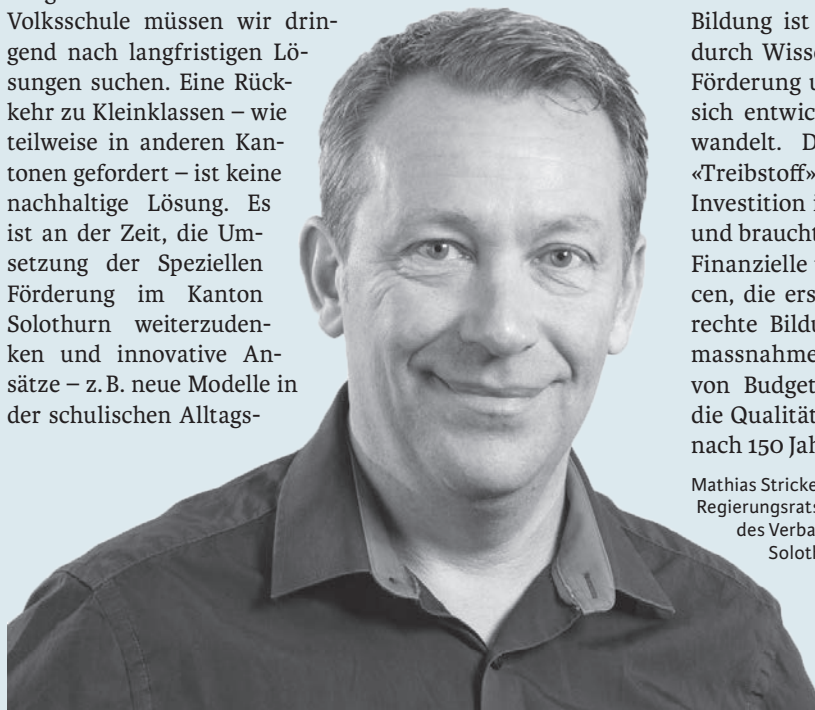 Volksschule müssen wir drin-
gend nach langfristigen Lö-
sungen suchen. Eine Rück-
kehr zu Kleinklassen – wie
teilweise in anderen Kan-
tonen gefordert – ist keine
nachhaltige Lösung. Es
ist an der Zeit, die Um-
setzung der Speziellen
Förderung im Kanton
Solothurn weiterzuden-
ken und innovative An-
sätze – z. B. neue Modelle in
der schulischen Alltags-
Bildung ist
durch Wisse
Förderung u
sich entwic
wandelt. D
«Treibstoff»
Investition i
und braucht
Finanzielle
cen, die ers
rechte Bildu
massnahme
von Budget
die Qualität
nach 150 Jah
Mathias Stricke
Regierungsrats
des Verba
Soloth